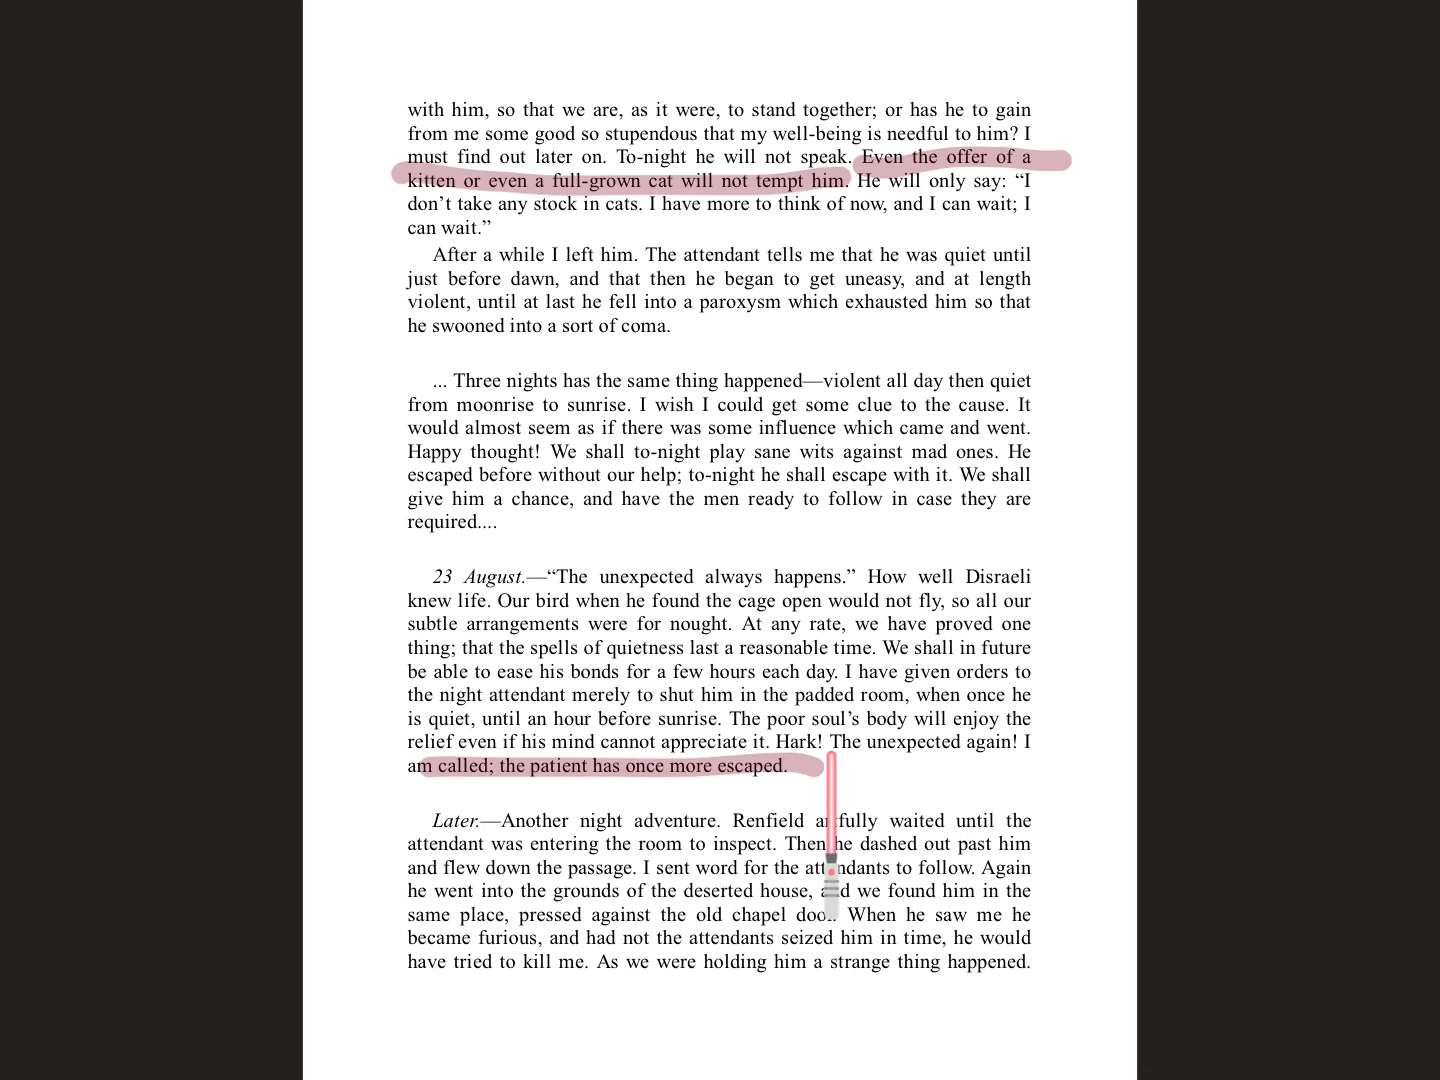 with him, so that we are, as it were, to stand together; or has he to gain
from me some good so stupendous that my well-being is needful to him? I
must find out later on. To-night he will not speak. Even the offer of a
kitten or even a full-grown cat will not tempt him. He will only say: “I
don’t take any stock in cats. I have more to think of now, and I can wait; I
can wait.”
After a while I left him. The attendant tells me that he was quiet until
just before dawn, and that then he began to get uneasy, and at length
violent, until at last he fell into a paroxysm which exhausted him so that
he swooned into a sort of coma.
... Three nights has the same thing happened—violent all day then quiet
from moonrise to sunrise. I wish I could get some clue to the cause. It
would almost seem as if there was some influence which came and went.
Happy thought! We shall to-night play sane wits against mad ones. He
escaped before without our help; to-night he shall escape with it. We shall
give him a chance, and have the men ready to follow in case they are
required....
23 August.—“The unexpected always happens.” How well Disraeli
knew life. Our bird when he found the cage open would not fly, so all our
subtle arrangements were for nought. At any rate, we have proved one
thing; that the spells of quietness last a reasonable time. We shall in future
be able to ease his bonds for a few hours each day. I have given orders to
the night attendant merely to shut him in the padded room, when once he
is quiet, until an hour before sunrise. The poor soul’s body will enjoy the
relief even if his mind cannot appreciate it. Hark! The unexpected again! I
am called; the patient has once more escaped.
Later.—Another night adventure. Renfield artfully waited until the
attendant was entering the room to inspect. Then he dashed out past him
and flew down the passage. I sent word for the attendants to follow. Again
he went into the grounds of the deserted house, and we found him in the
same place, pressed against the old chapel door. When he saw me he
became furious, and had not the attendants seized him in time, he would
have tried to kill me. As we were holding him a strange thing happened.